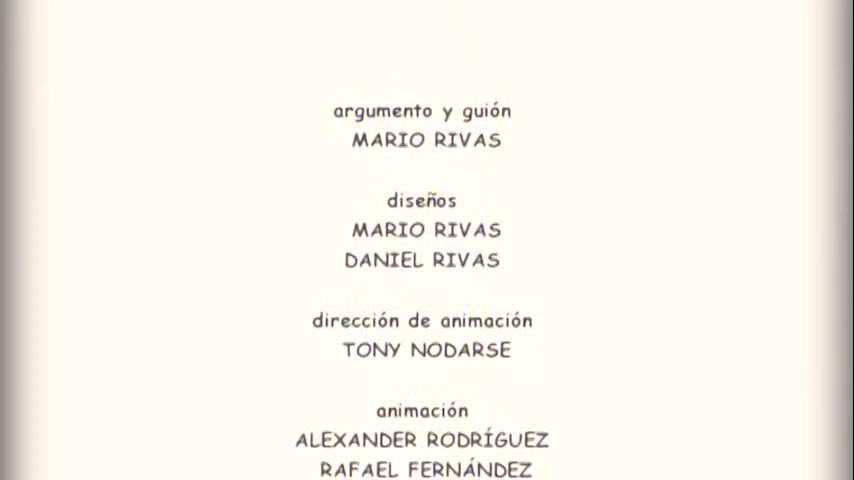 argumento y guión
MARIO RIVAS
diseños
MARIO RIVAS
DANIEL RIVAS
dirección de animación
TONY NODARSE
animación
ALEXANDER RODRÍGUEZ
RAFAEL FERNÁNDEZ